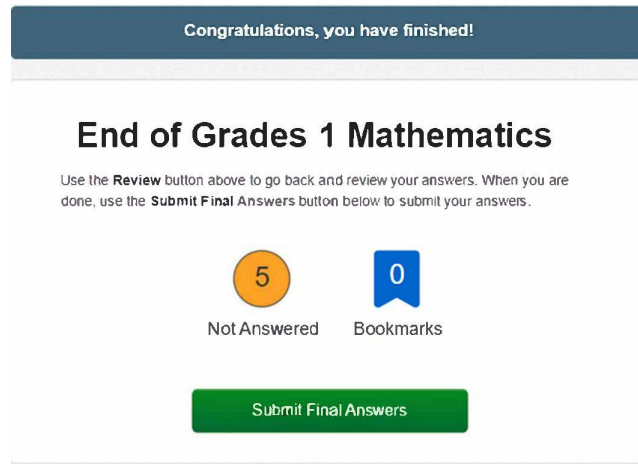 Congratulations, you have finished!
End of Grades 1 Mathematics
Use the Review button above to go back and review your answers. When you are
done, use the Submit Final Answers button below to submit your answers.
5
0
Not Answered
Bookmarks
Submit Final Answers